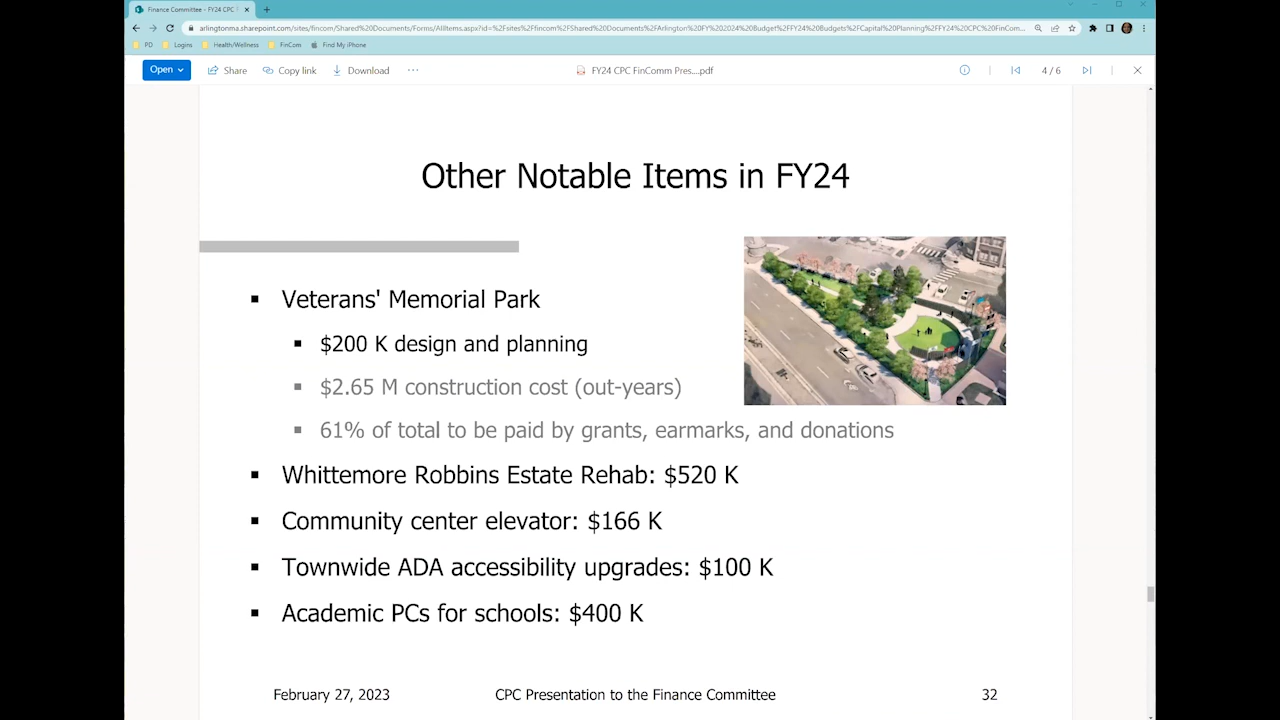 Finance Committee - FY24 CPC F
arlingtonma.sharepoint.com/sites/fincom/Shared%20Documents/Forms/AllItems.aspx?id=%2Fsites%2Ffincom%2FShared%20Documents%2FArlington%20FY%202024%20Budget%2FFY24%20Budgets%2FCapital%20Planning%2FFY24%20CPC%20FinCom...
PD Logins Health/Wellness FinCom Find My iPhone
Open Share Copy link Download ... FY24 CPC FinComm Pres....pdf 4 / 6
Other Notable Items in FY24
▪ Veterans' Memorial Park
▪ $200 K design and planning
▪ $2.65 M construction cost (out-years)
▪ 61% of total to be paid by grants, earmarks, and donations
▪ Whittemore Robbins Estate Rehab: $520 K
▪ Community center elevator: $166 K
▪ Townwide ADA accessibility upgrades: $100 K
▪ Academic PCs for schools: $400 K
February 27, 2023 CPC Presentation to the Finance Committee 32